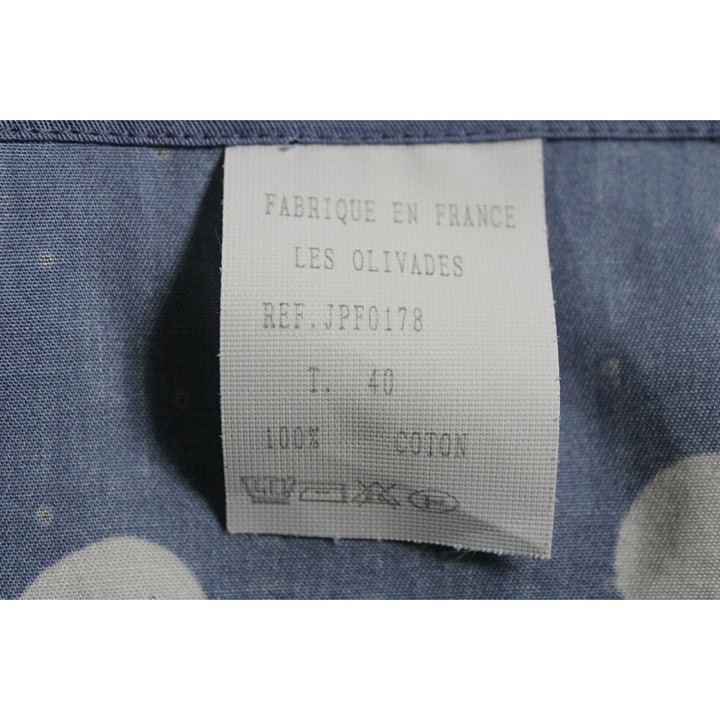 FABRIQUE EN FRANCE
LES OLIVADES
REF.JPF0178
T. 40
100% COTON